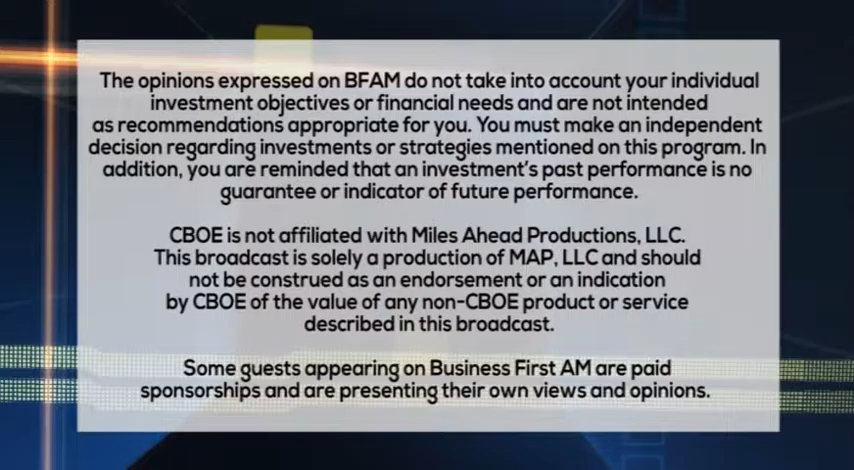 The opinions expressed on BFAM do not take into account your individual
investment objectives or financial needs and are not intended
as recommendations appropriate for you. You must make an independent
decision regarding investments or strategies mentioned on this program. In
addition, you are reminded that an investment's past performance is no
guarantee or indicator of future performance.
CBOE is not affiliated with Miles Ahead Productions, LLC.
This broadcast is solely a production of MAP, LLC and should
not be construed as an endorsement or an indication
by CBOE of the value of any non-CBOE product or service
described in this broadcast.
Some guests appearing on Business First AM are paid
sponsorships and are presenting their own views and opinions.